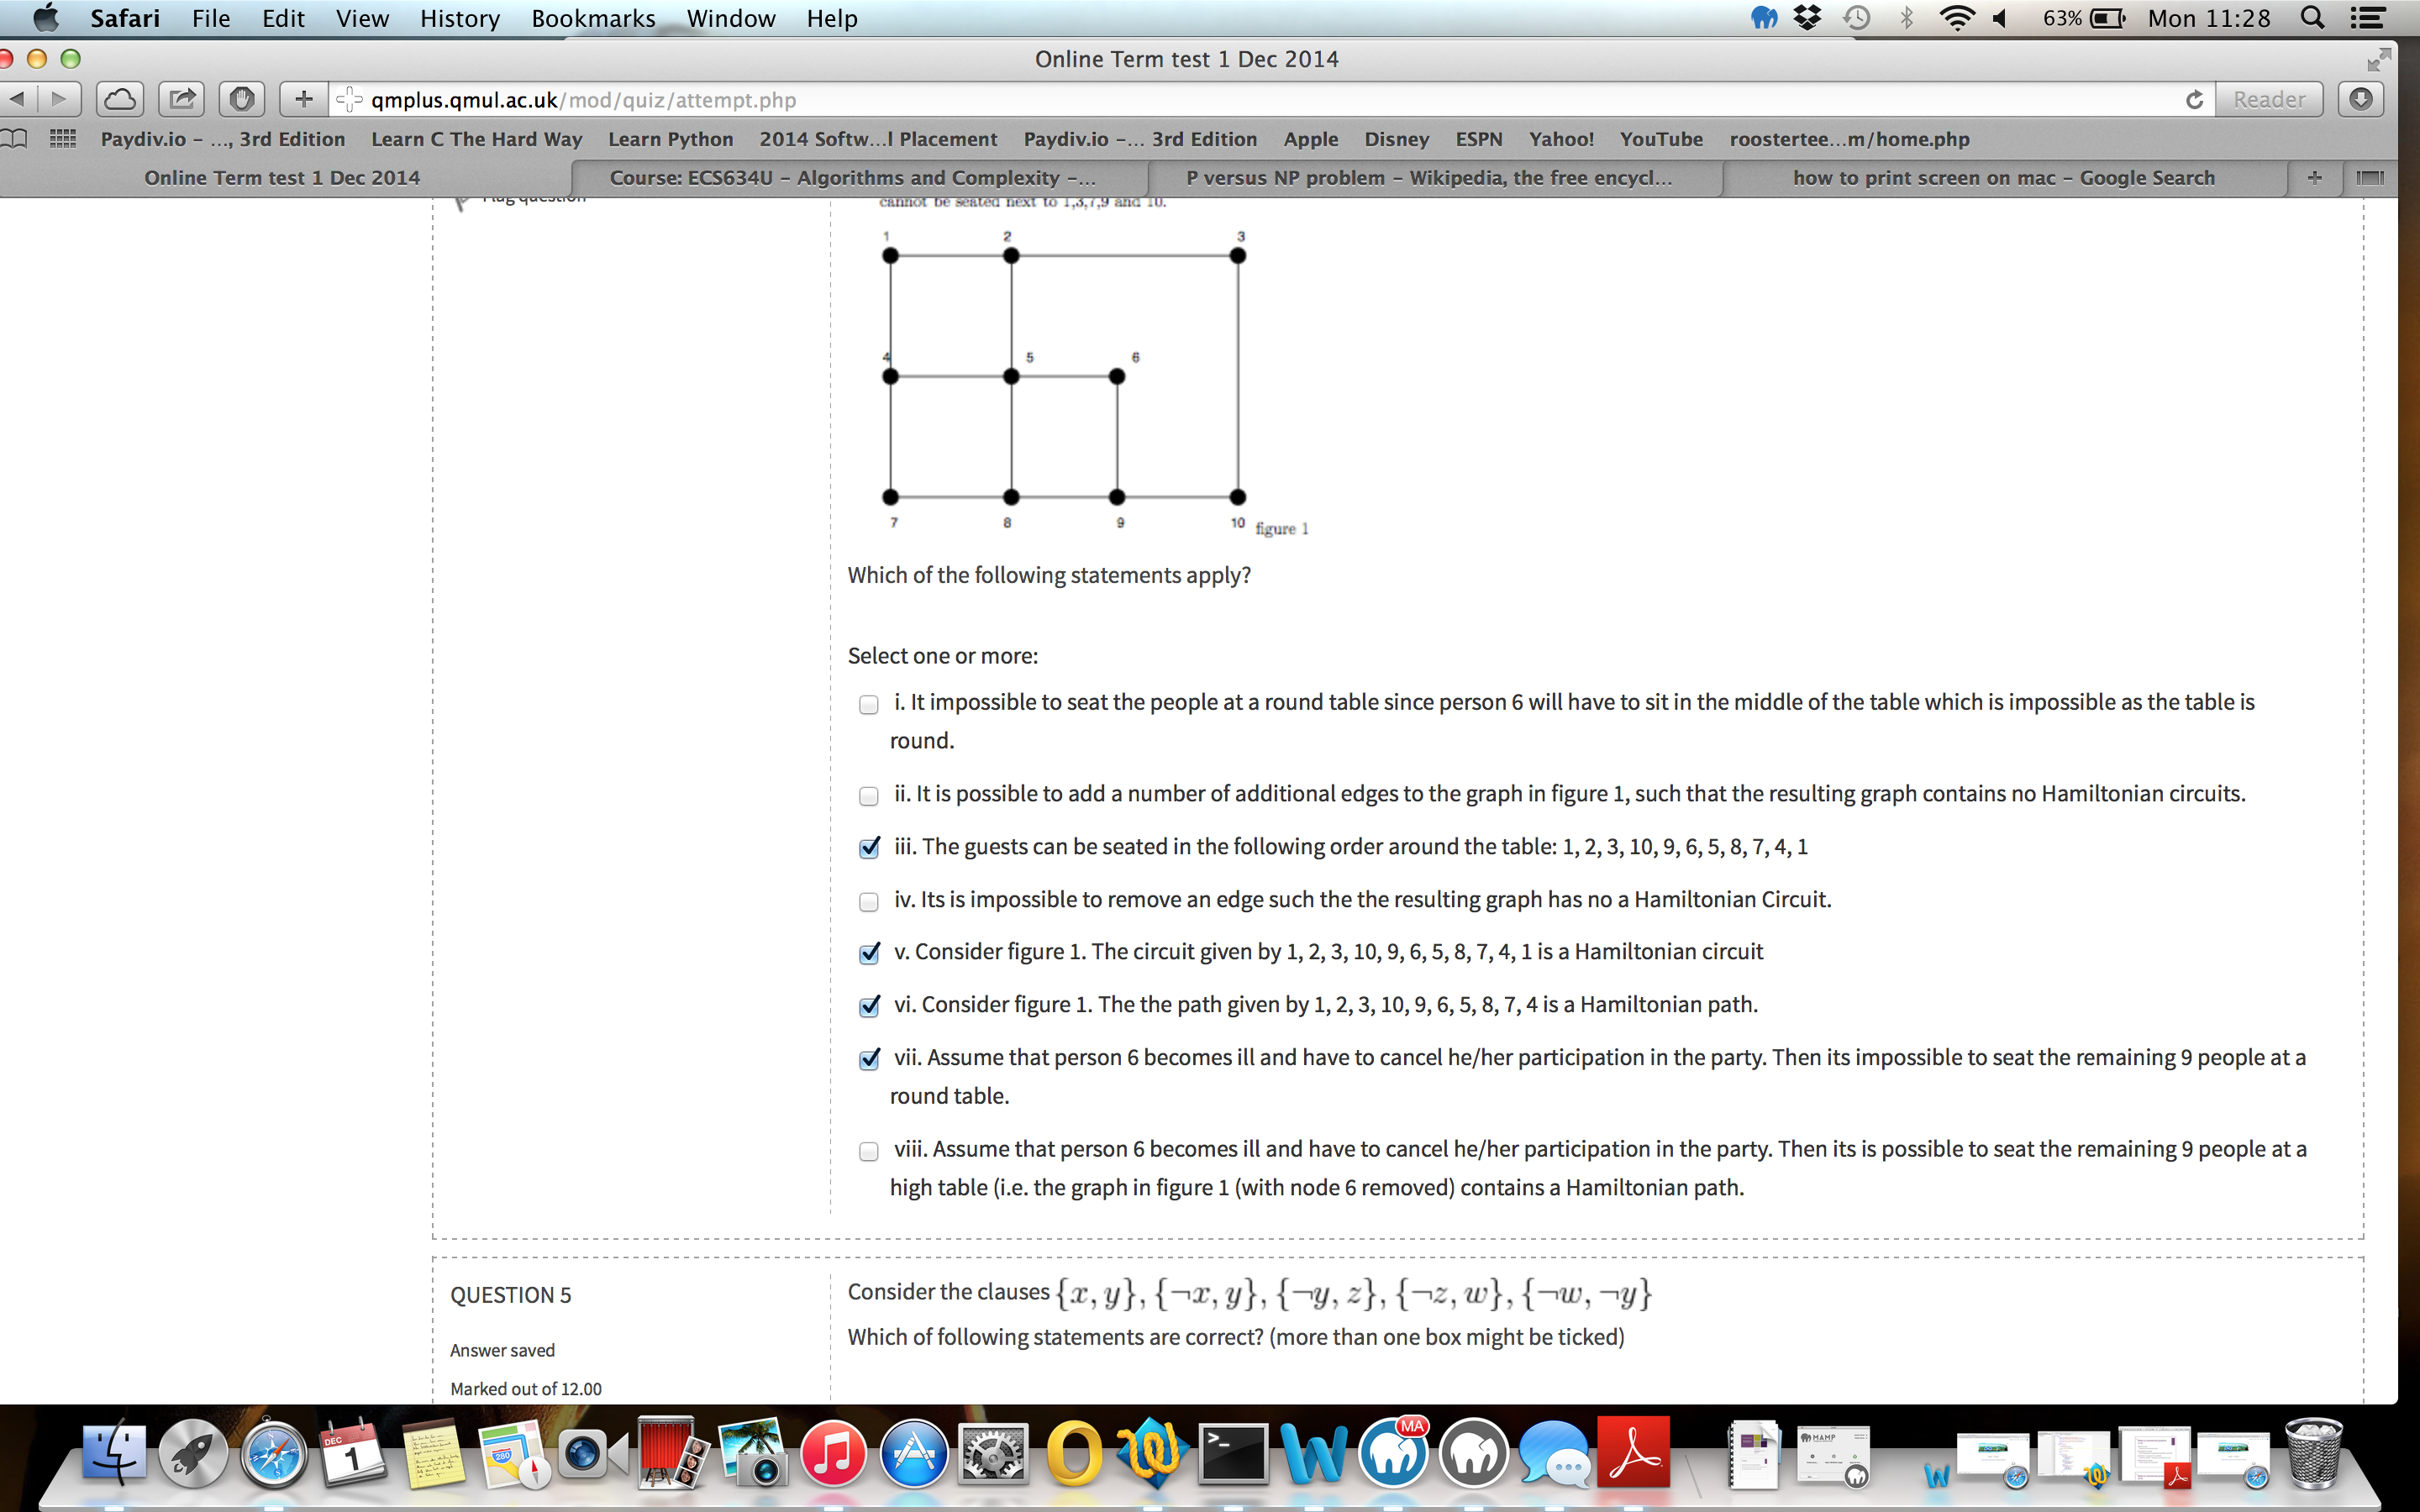 Safari File Edit View History Bookmarks Window Help 63% Mon 11:28
Online Term test 1 Dec 2014
qmplus.qmul.ac.uk/mod/quiz/attempt.php Reader
Paydiv.io – ..., 3rd Edition Learn C The Hard Way Learn Python 2014 Softw...l Placement Paydiv.io –... 3rd Edition Apple Disney ESPN Yahoo! YouTube roostertee...m/home.php
Online Term test 1 Dec 2014 Course: ECS634U – Algorithms and Complexity –... P versus NP problem – Wikipedia, the free encycl... how to print screen on mac – Google Search
Flag question
cannot be seated next to 1,3,7,9 and 10.
1 2 3
4 5 6
7 8 9 10 figure 1
Which of the following statements apply?
Select one or more:
i. It impossible to seat the people at a round table since person 6 will have to sit in the middle of the table which is impossible as the table is
round.
ii. It is possible to add a number of additional edges to the graph in figure 1, such that the resulting graph contains no Hamiltonian circuits.
iii. The guests can be seated in the following order around the table: 1, 2, 3, 10, 9, 6, 5, 8, 7, 4, 1
iv. Its is impossible to remove an edge such the the resulting graph has no a Hamiltonian Circuit.
v. Consider figure 1. The circuit given by 1, 2, 3, 10, 9, 6, 5, 8, 7, 4, 1 is a Hamiltonian circuit
vi. Consider figure 1. The the path given by 1, 2, 3, 10, 9, 6, 5, 8, 7, 4 is a Hamiltonian path.
vii. Assume that person 6 becomes ill and have to cancel he/her participation in the party. Then its impossible to seat the remaining 9 people at a
round table.
viii. Assume that person 6 becomes ill and have to cancel he/her participation in the party. Then its is possible to seat the remaining 9 people at a
high table (i.e. the graph in figure 1 (with node 6 removed) contains a Hamiltonian path.
QUESTION 5
Answer saved
Marked out of 12.00
Consider the clauses {x, y}, {¬x, y}, {¬y, z}, {¬z, w}, {¬w, ¬y}
Which of following statements are correct? (more than one box might be ticked)
DEC
1
280
MA
MAMP